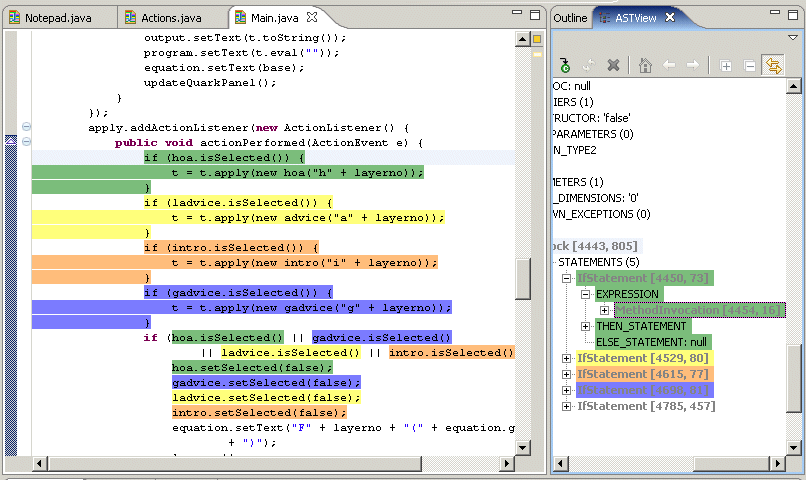 Notepad.java
Actions.java
Main.java
output.setText(t.toString());
program.setText(t.eval(""));
equation.setText(base);
updateQuarkPanel();
}
});
apply.addActionListener(new ActionListener() {
public void actionPerformed(ActionEvent e) {
if (hoa.isSelected()) {
t = t.apply(new hoa("h" + layerno));
}
if (ladvice.isSelected()) {
t = t.apply(new advice("a" + layerno));
}
if (intro.isSelected()) {
t = t.apply(new intro("i" + layerno));
}
if (gadvice.isSelected()) {
t = t.apply(new gadvice("g" + layerno));
}
if (hoa.isSelected() || gadvice.isSelected()
|| ladvice.isSelected() || intro.isSelected()
hoa.setSelected(false);
gadvice.setSelected(false);
ladvice.setSelected(false);
intro.setSelected(false);
equation.setText("F" + layerno + "(" + equation.g
+ ")");
Outline
ASTView
OC: null
IERS (1)
TRUCTOR: 'false'
PARAMETERS (0)
N_TYPE2
METERS (1)
_DIMENSIONS: '0'
WN_EXCEPTIONS (0)
ock [4443, 805]
STATEMENTS (5)
IfStatement [4450, 73]
EXPRESSION
MethodInvocation [4454, 16]
THEN_STATEMENT
ELSE_STATEMENT: null
IfStatement [4529, 80]
IfStatement [4615, 77]
IfStatement [4698, 81]
IfStatement [4785, 457]